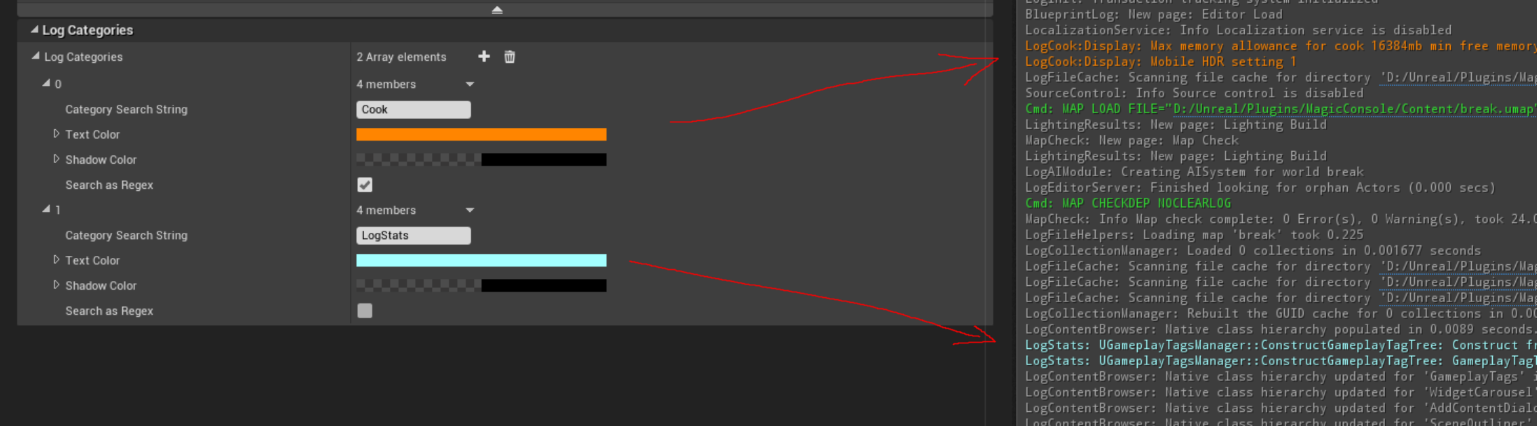 Log Categories
Log Categories
2 Array elements
0
4 members
Category Search String
Cook
Text Color
Shadow Color
Search as Regex
1
4 members
Category Search String
LogStats
Text Color
Shadow Color
Search as Regex
BlueprintLog: New page: Editor Load
LocalizationService: Info Localization service is disabled
LogCook:Display: Max memory allowance for cook 16384mb min free memory
LogCook:Display: Mobile HDR setting 1
LogFileCache: Scanning file cache for directory 'D:/Unreal/Plugins/Mag
SourceControl: Info Source control is disabled
Cmd: MAP LOAD FILE="D:/Unreal/Plugins/MagicConsole/Content/break.umap"
LightingResults: New page: Lighting Build
MapCheck: New page: Map Check
LightingResults: New page: Lighting Build
LogAIModule: Creating AISystem for world break
LogEditorServer: Finished looking for orphan Actors (0.000 secs)
Cmd: MAP CHECKDEP NOCLEARLOG
MapCheck: Info Map check complete: 0 Error(s), 0 Warning(s), took 24.0
LogFileHelpers: Loading map 'break' took 0.225
LogCollectionManager: Loaded 0 collections in 0.001677 seconds
LogFileCache: Scanning file cache for directory 'D:/Unreal/Plugins/Mag
LogFileCache: Scanning file cache for directory 'D:/Unreal/Plugins/Mag
LogFileCache: Scanning file cache for directory 'D:/Unreal/Plugins/Mag
LogCollectionManager: Rebuilt the GUID cache for 0 collections in 0.00
LogContentBrowser: Native class hierarchy populated in 0.0089 seconds.
LogStats: UGameplayTagsManager::ConstructGameplayTagTree: Construct fr
LogStats: UGameplayTagsManager::ConstructGameplayTagTree: GameplayTagT
LogContentBrowser: Native class hierarchy updated for 'GameplayTags' i
LogContentBrowser: Native class hierarchy updated for 'WidgetCarousel'
LogContentBrowser: Native class hierarchy updated for 'AddContentDialo
LogContentBrowser: Native class hierarchy updated for 'SceneOutliner'